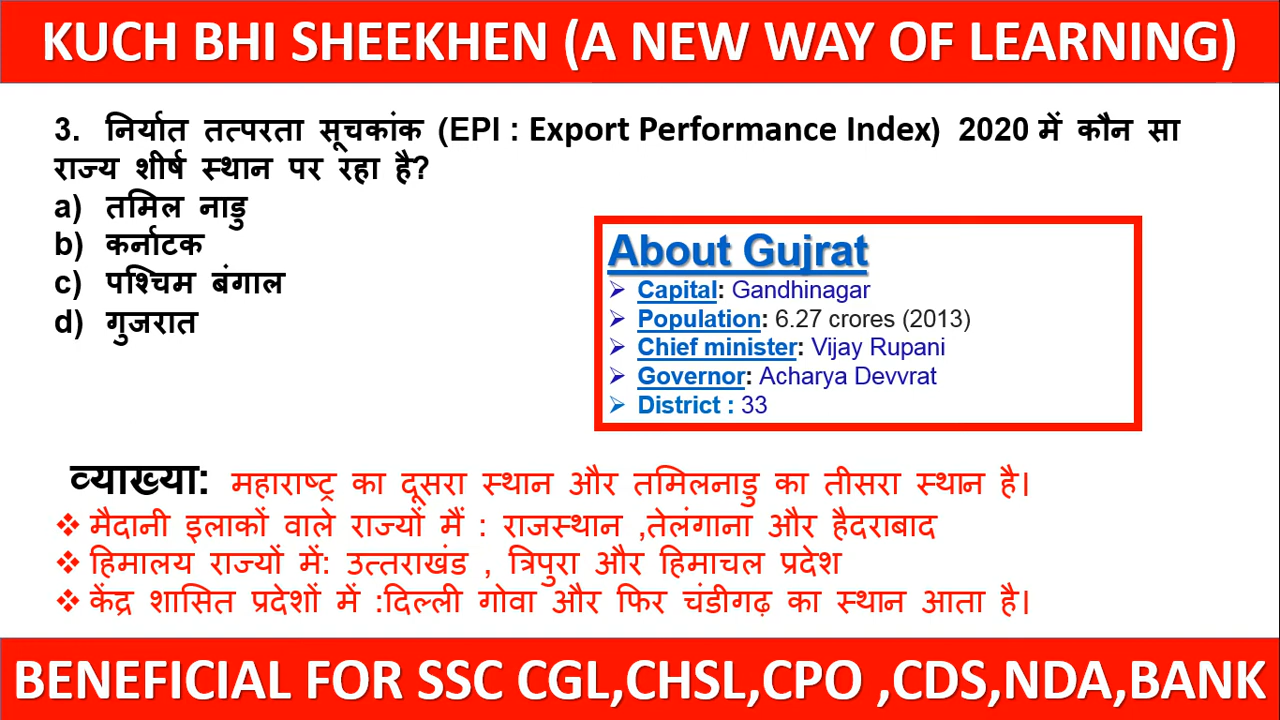 KUCH BHI SHEEKHEN (A NEW WAY OF LEARNING)
3. निर्यात तत्परता सूचकांक (EPI : Export Performance Index) 2020 में कौन सा
राज्य शीर्ष स्थान पर रहा है?
a) तमिल नाडु
b) कर्नाटक
c) पश्चिम बंगाल
d) गुजरात
About Gujrat
➢ Capital: Gandhinagar
➢ Population: 6.27 crores (2013)
➢ Chief minister: Vijay Rupani
➢ Governor: Acharya Devvrat
➢ District : 33
व्याख्या: महाराष्ट्र का दूसरा स्थान और तमिलनाडु का तीसरा स्थान है।
❖ मैदानी इलाकों वाले राज्यों मैं : राजस्थान ,तेलंगाना और हैदराबाद
❖ हिमालय राज्यों में: उत्तराखंड , त्रिपुरा और हिमाचल प्रदेश
❖ केंद्र शासित प्रदेशों में :दिल्ली गोवा और फिर चंडीगढ़ का स्थान आता है।
BENEFICIAL FOR SSC CGL,CHSL,CPO ,CDS,NDA,BANK